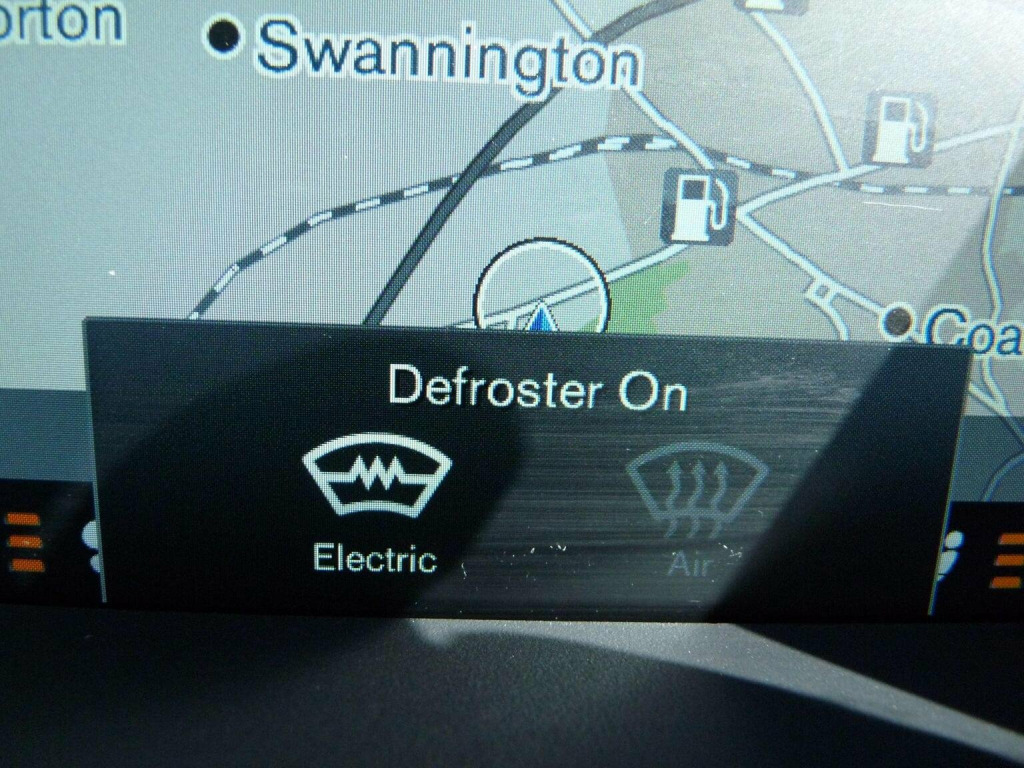 orton
Swannington
Coa
Defroster On
Electric
Air